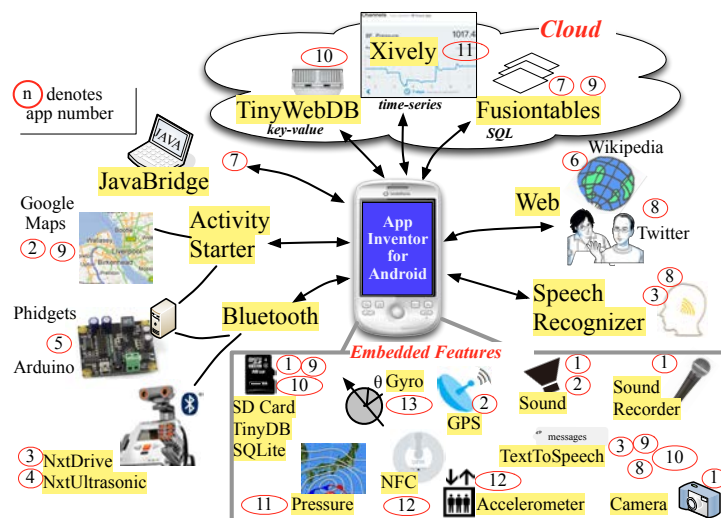 Cloud
Channels
1017.4
10
Xively
11
7
9
TinyWebDB
Fusiontables
key-value
time-series
SQL
n denotes
app number
JAVA
JavaBridge
7
Wikipedia
6
Web
8
Twitter
Google
Maps
2
9
Activity
Starter
App
Inventor
for
Android
Speech
Recognizer
8
3
Phidgets
5
Arduino
Bluetooth
3
NxtDrive
4
NxtUltrasonic
Embedded Features
1
9
10
SD Card
TinyDB
SQLite
θ
Gyro
13
2
GPS
1
2
Sound
1
Sound
Recorder
messages
TextToSpeech
3
9
8
10
11
Pressure
NFC
12
12
Accelerometer
Camera
1